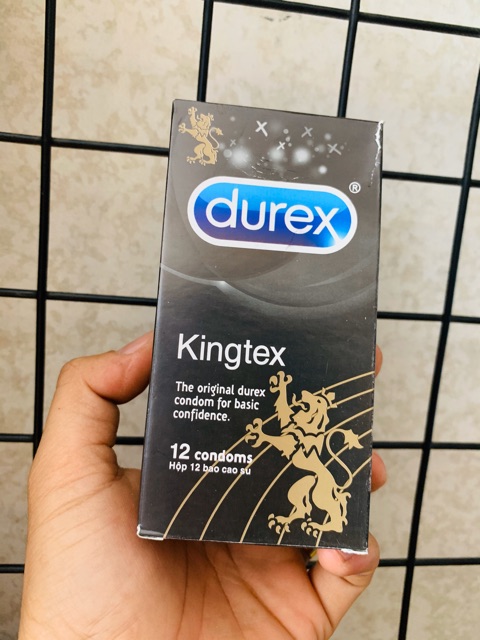 durex®
Kingtex
The original durex
condom for basic
confidence.
12 condoms
Hộp 12 bao cao su